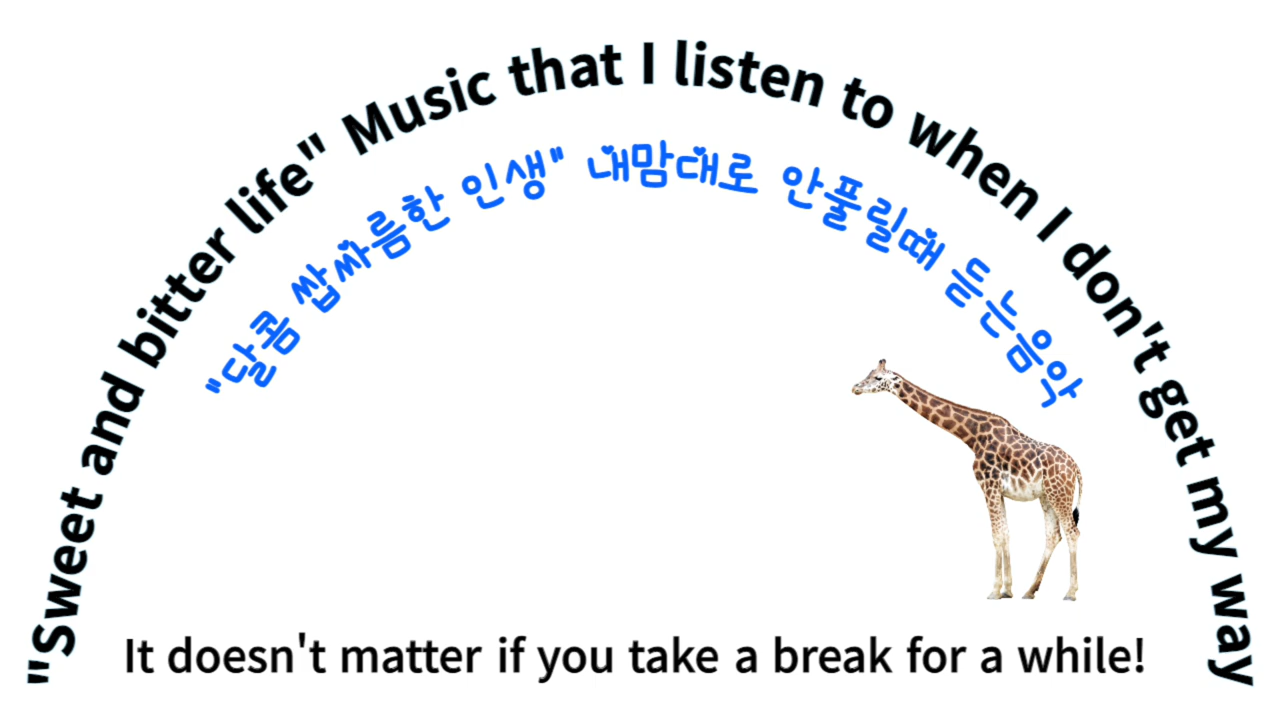 "Sweet and bitter life" Music that I listen to when I don't get my way
"달콤 쌉싸름한 인생" 내맘대로 안풀릴때 듣는음악
It doesn't matter if you take a break for a while!